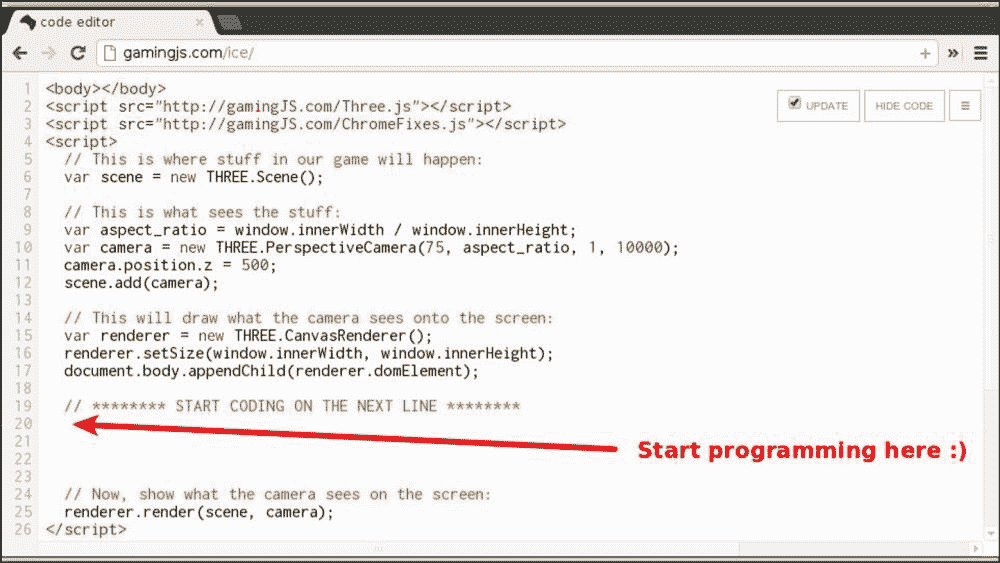 code editor
gamingjs.com/ice/
UPDATE
HIDE CODE
1 <body></body>
2 <script src="http://gamingJS.com/Three.js"></script>
3 <script src="http://gamingJS.com/ChromeFixes.js"></script>
4 <script>
5 // This is where stuff in our game will happen:
6 var scene = new THREE.Scene();
7
8 // This is what sees the stuff:
9 var aspect_ratio = window.innerWidth / window.innerHeight;
10 var camera = new THREE.PerspectiveCamera(75, aspect_ratio, 1, 10000);
11 camera.position.z = 500;
12 scene.add(camera);
13
14 // This will draw what the camera sees onto the screen:
15 var renderer = new THREE.CanvasRenderer();
16 renderer.setSize(window.innerWidth, window.innerHeight);
17 document.body.appendChild(renderer.domElement);
18
19 // ******** START CODING ON THE NEXT LINE ********
20
21
Start programming here :)
22
23
24 // Now, show what the camera sees on the screen:
25 renderer.render(scene, camera);
26 </script>